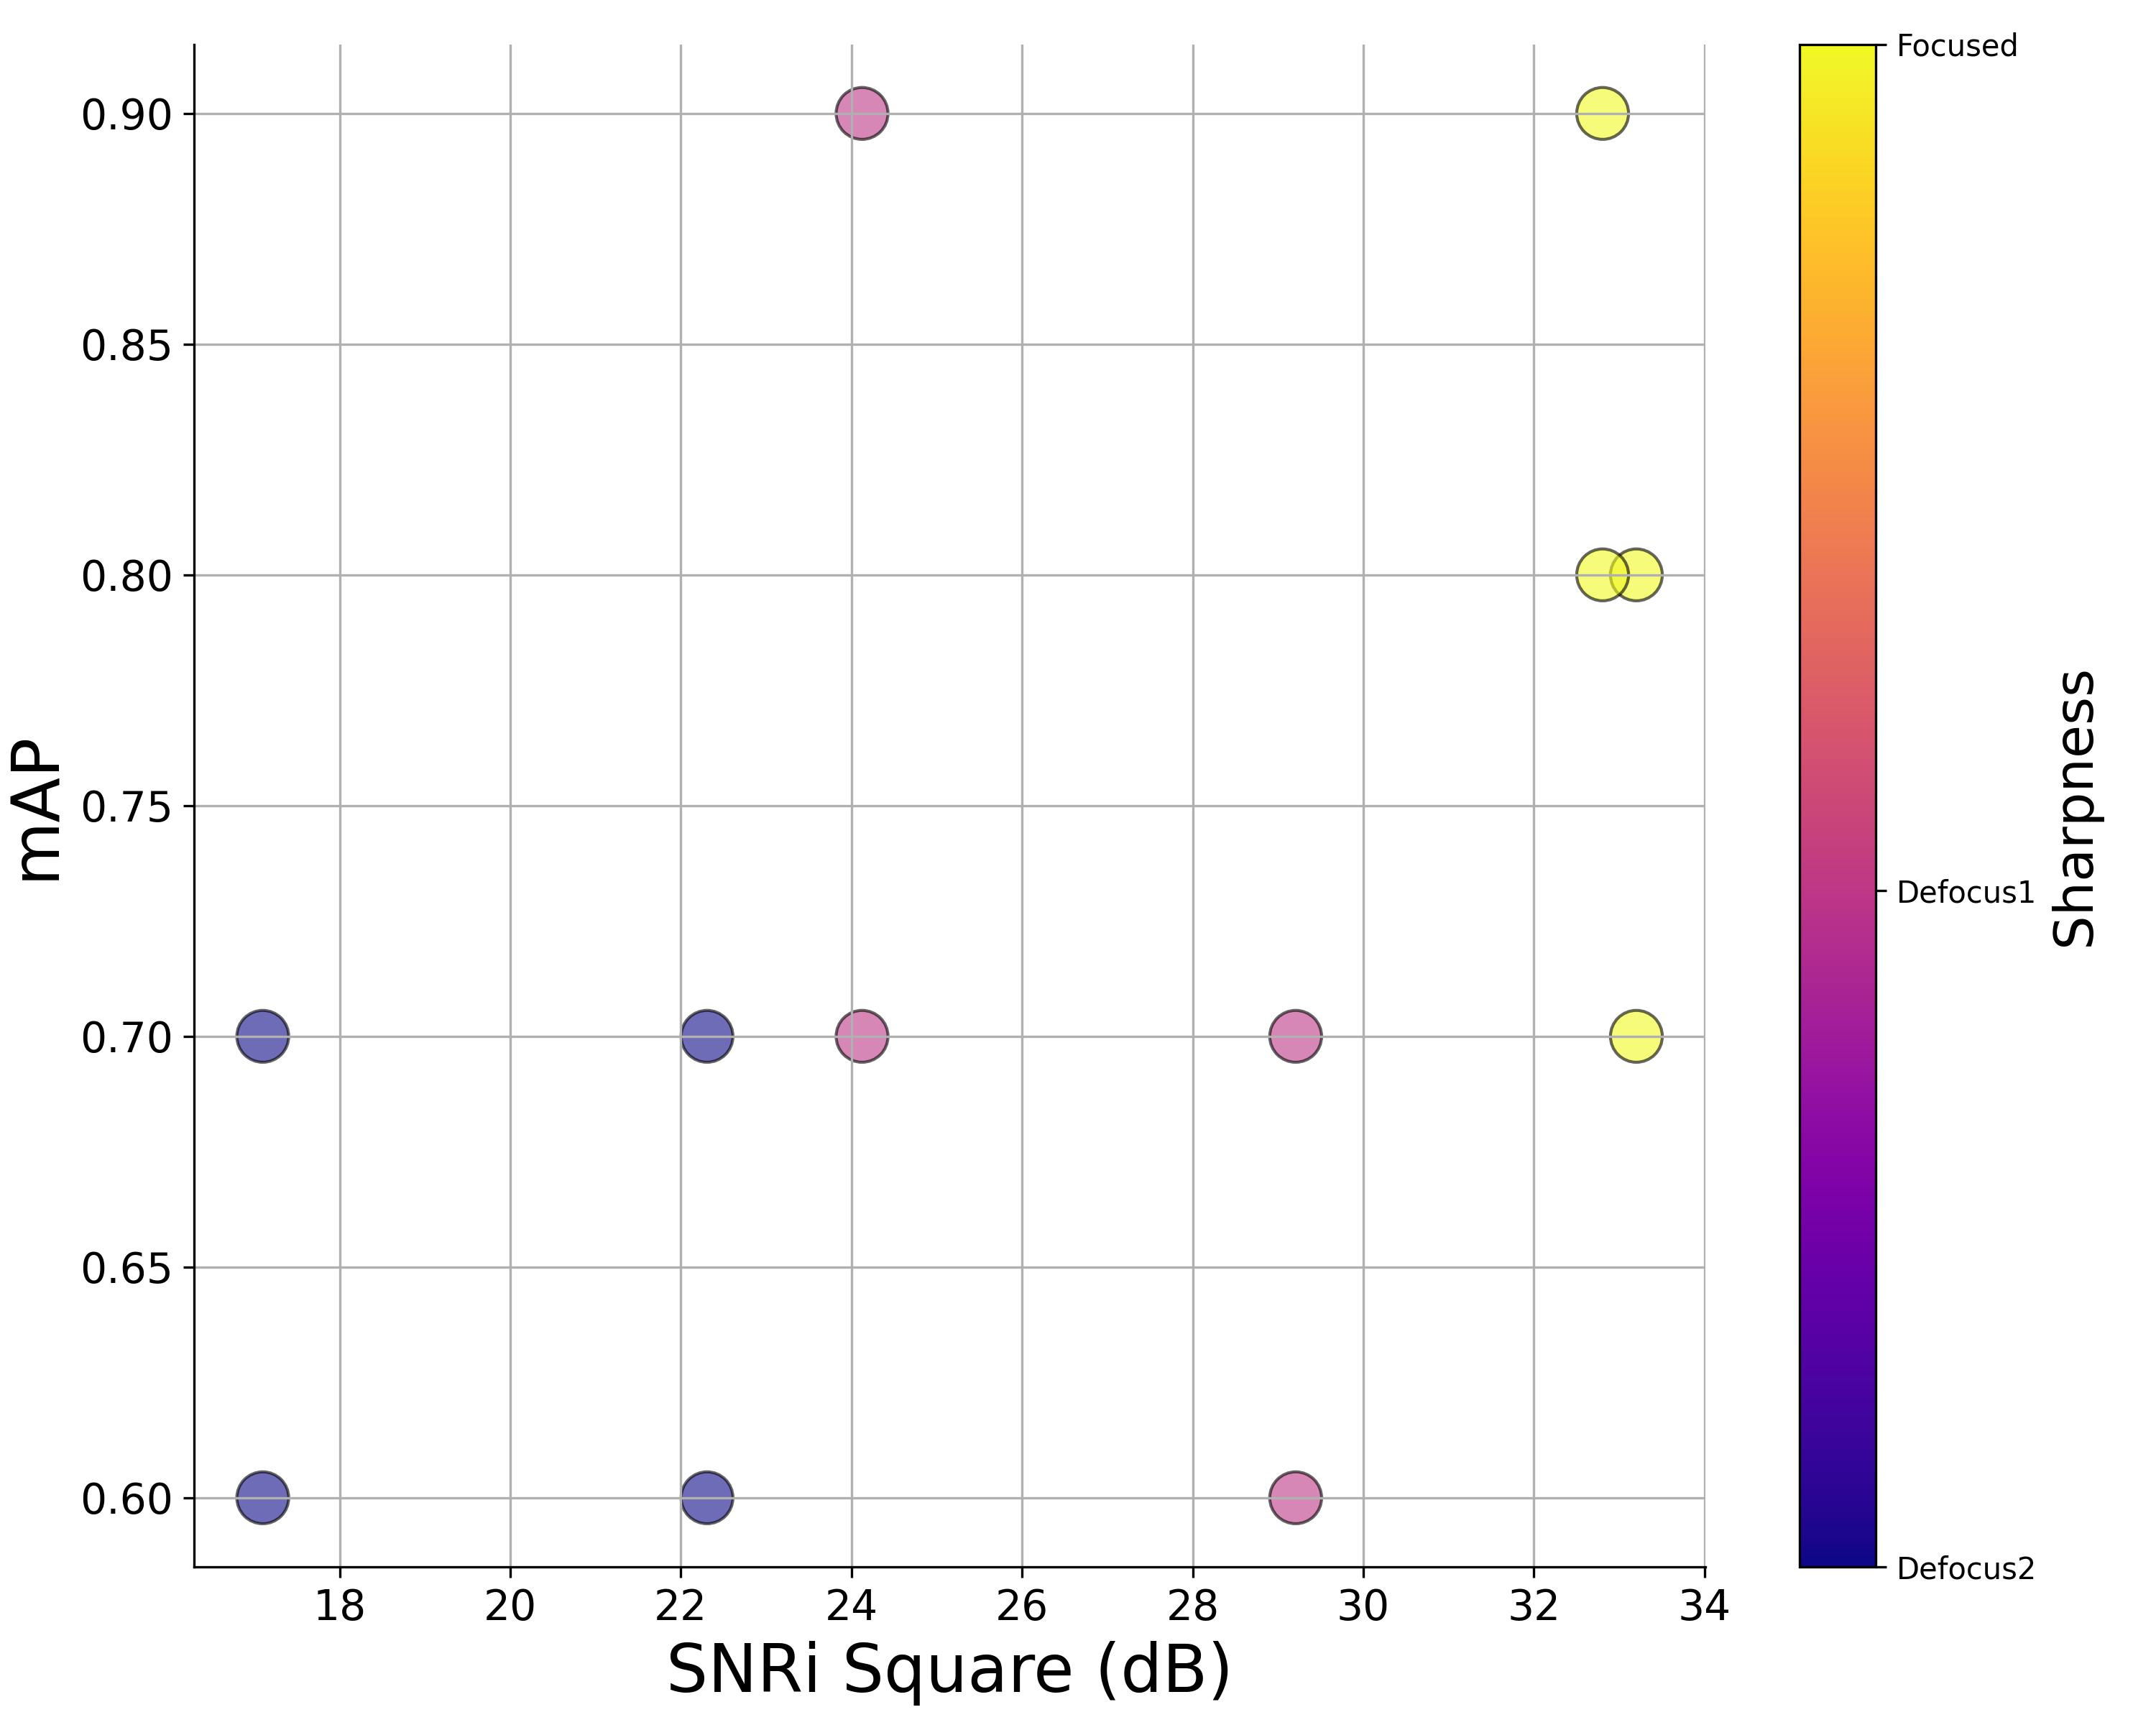 mAP
0.90
0.85
0.80
0.75
0.70
0.65
0.60
18 20 22 24 26 28 30 32 34
SNRi Square (dB)
Focused
Defocus1
Defocus2
Sharpness